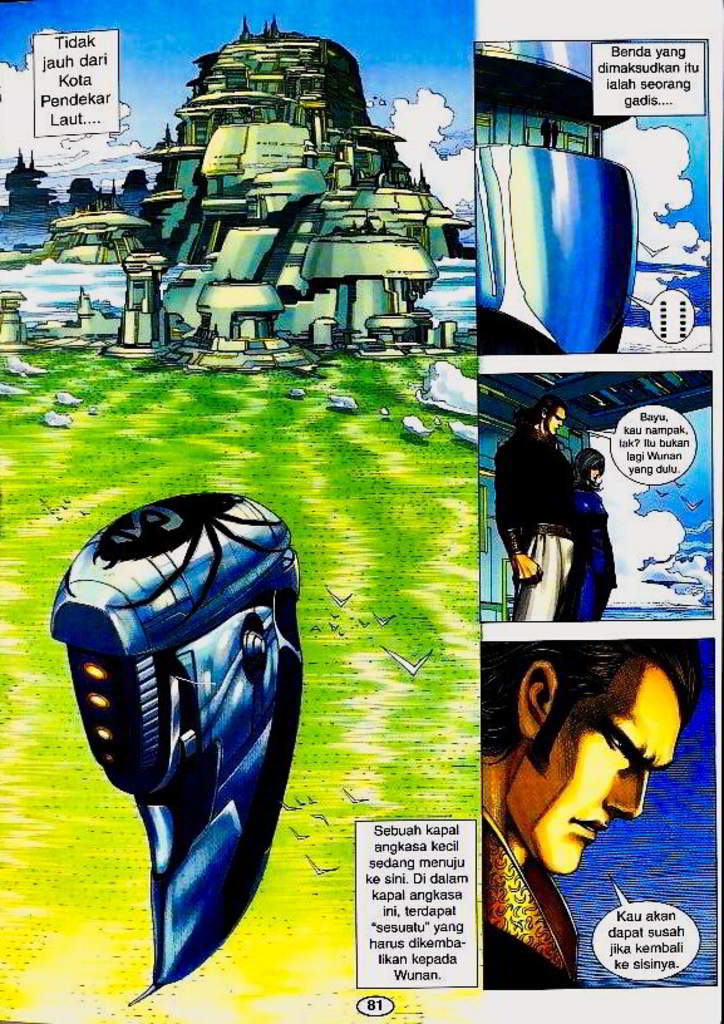 Tidak
jauh dari
Kota
Pendekar
Laut....
Sebuah kapal
angkasa kecil
sedang menuju
ke sini. Di dalam
kapal angkasa
ini, terdapat
"sesuatu" yang
harus dikemba-
likan kepada
Wunan.
Benda yang
dimaksudkan itu
ialah seorang
gadis....
Bayu,
kau nampak,
tak? Itu bukan
lagi Wunan
yang dulu.
Kau akan
dapat susah
jika kembali
ke sisinya.
81